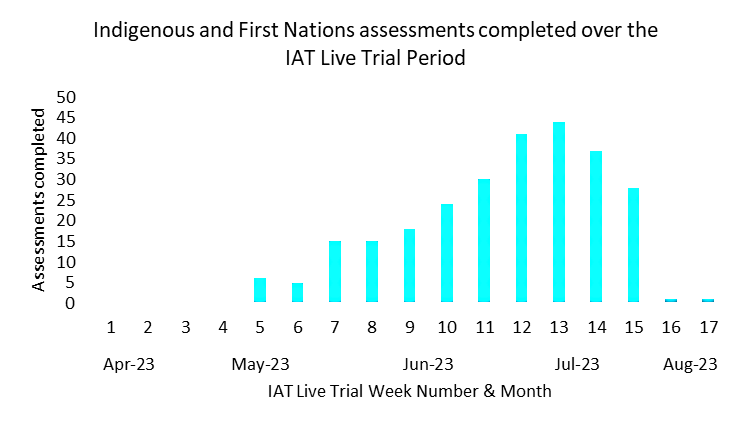 Indigenous and First Nations assessments completed over the
IAT Live Trial Period
Assessments completed
50
45
40
35
30
25
20
15
10
5
0
1 2 3 4 5 6 7 8 9 10 11 12 13 14 15 16 17
Apr-23 May-23 Jun-23 Jul-23 Aug-23
IAT Live Trial Week Number & Month